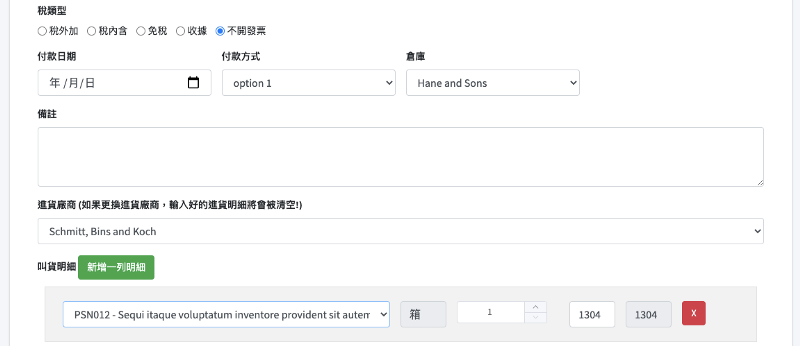 稅類型
稅外加 稅內含 免稅 收據 不開發票
付款日期 付款方式 倉庫
年 /月/日 option 1 Hane and Sons
備註
進貨廠商 (如果更換進貨廠商，輸入好的進貨明細將會被清空!)
Schmitt, Bins and Koch
叫貨明細 新增一列明細
PSN012 - Sequi itaque voluptatum inventore provident sit autem 箱 1 1304 1304 X